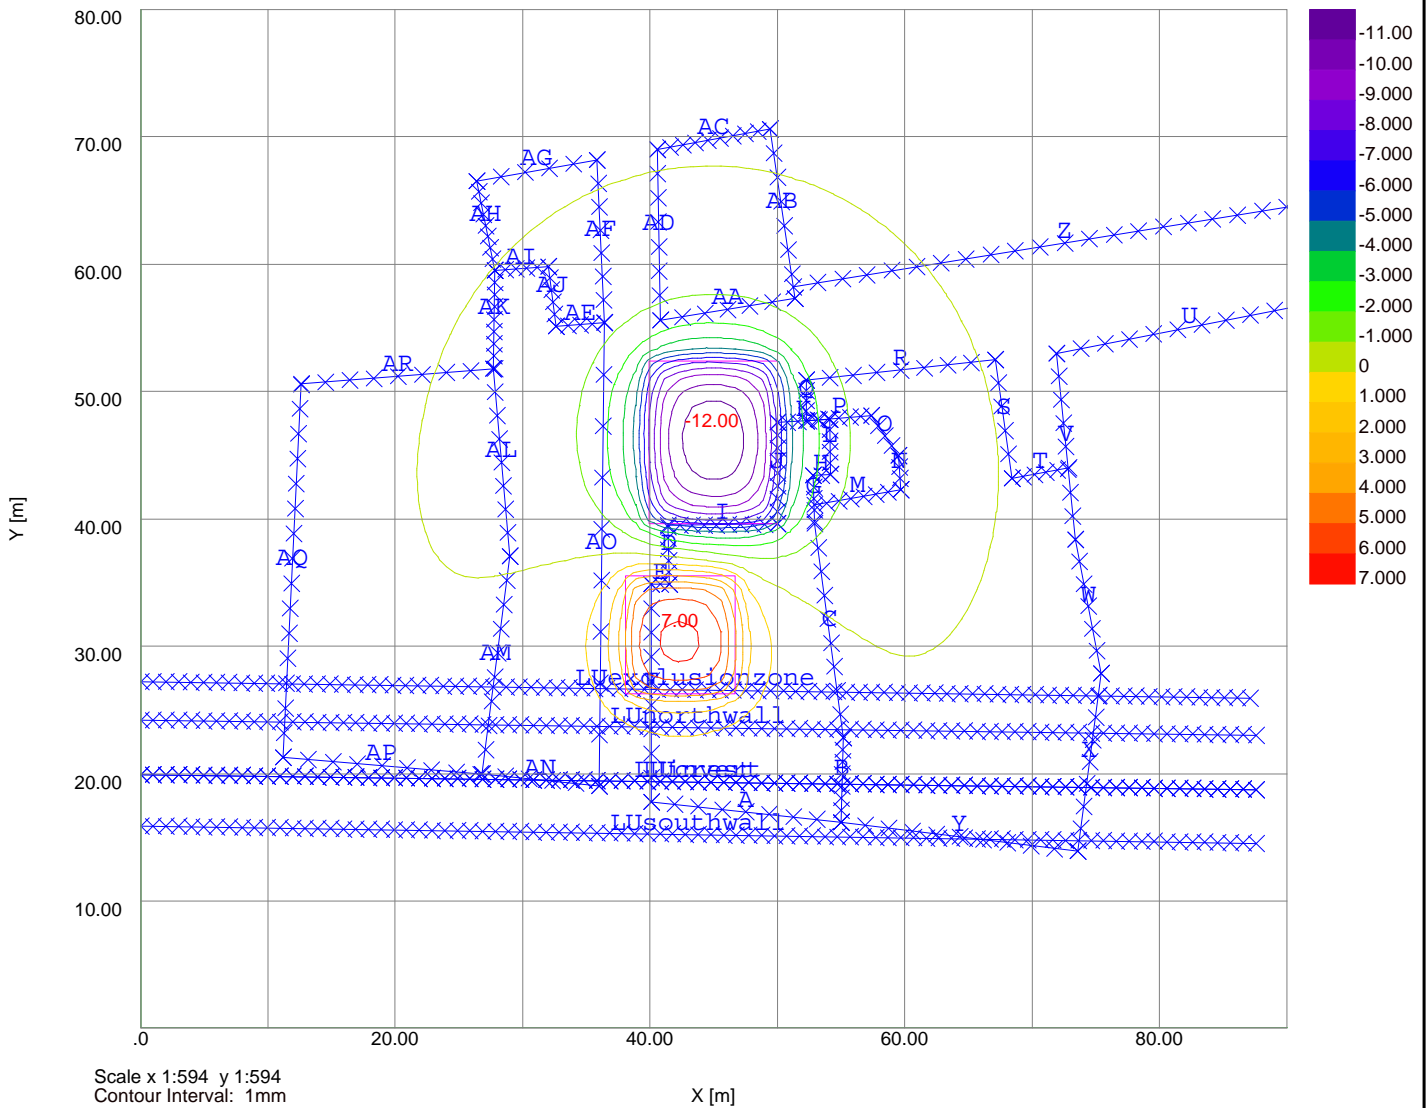 80.00
-11.00
-10.00
-9.000
-8.000
-7.000
-6.000
-5.000
-4.000
-3.000
-2.000
-1.000
0
1.000
2.000
3.000
4.000
5.000
6.000
7.000
AC
70.00
AG
AH
AF
AD
AB
Z
60.00
AI
AJ
AK
AE
AA
U
AR
R
50.00
-12.00
Q
P
S
O
L
V
AL
J
H
N
T
G
M
I
40.00
AQ
AO
D
E
W
7.00
C
30.00
AM
LUexclusionzone
LUnorthwall
AP
AN
X
20.00
B
A
LUsouthwall
Y
10.00
Y [m]
.0
20.00
40.00
60.00
80.00
Scale x 1:594 y 1:594
Contour Interval: 1mm
X [m]